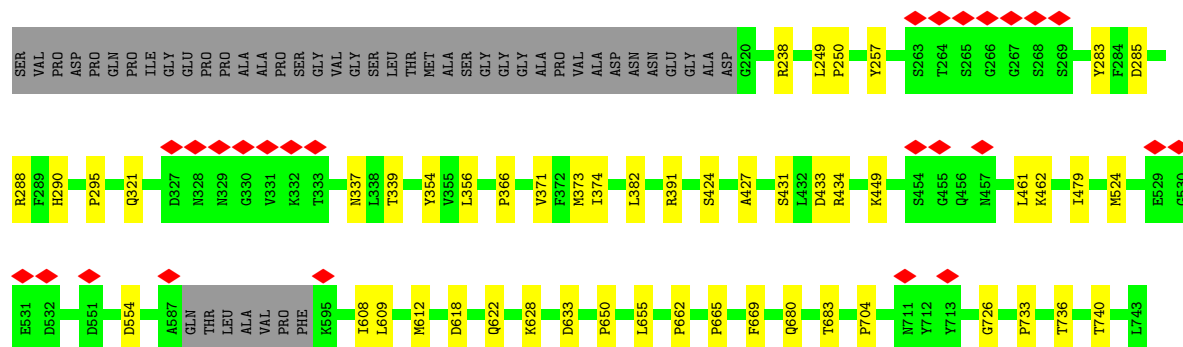 SER VAL PRO ASP PRO GLN PRO ILE GLY GLU PRO PRO ALA ALA PRO SER GLY VAL GLY SER LEU THR MET ALA SER GLY GLY GLY ALA PRO VAL ALA ASP ASN ASN GLU GLY ALA ASP G220 R238 L249 P250 Y257 S263 T264 S265 G266 G267 S268 S269 Y283 F284 D285
R288 F289 H290 P295 Q321 D327 N328 N329 G330 V331 K332 T333 N337 L338 T339 Y354 V355 L356 P366 V371 F372 M373 I374 L382 R391 S424 A427 S431 L432 D433 R434 K449 S454 G455 Q456 N457 L461 K462 I479 M524 E529 G530
E531 D532 D551 D554 A587 GLN THR LEU ALA VAL PRO PHE K595 I608 L609 M612 D618 Q622 K628 D633 P650 L655 P662 P665 F669 Q680 T683 P704 N711 Y712 Y713 G726 P733 T736 T740 L743